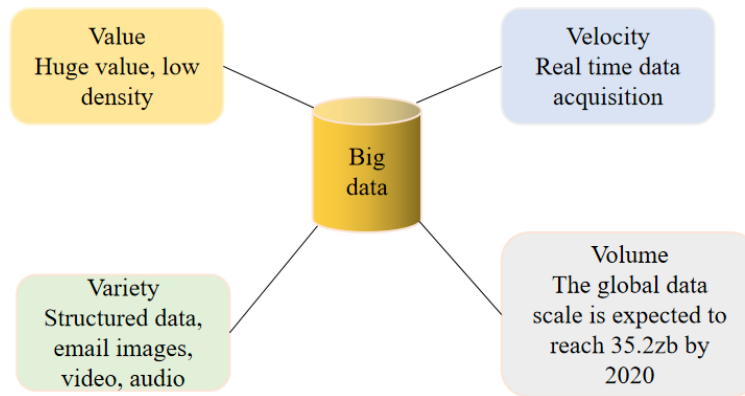 Value
Huge value, low
density
Velocity
Real time data
acquisition
Big
data
Variety
Structured data,
email images,
video, audio
Volume
The global data
scale is expected to
reach 35.2zb by
2020